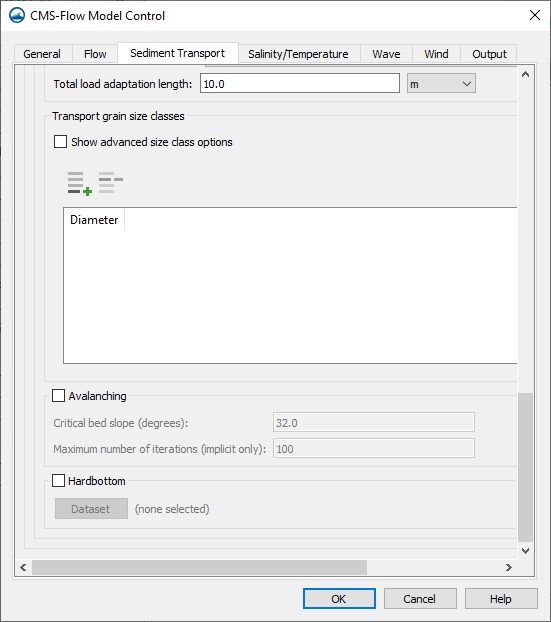 CMS-Flow Model Control
General Flow Sediment Transport Salinity/Temperature Wave Wind Output
Total load adaptation length: 10.0 m
Transport grain size classes
Show advanced size class options
Diameter
Avalanching
Critical bed slope (degrees): 32.0
Maximum number of iterations (implicit only): 100
Hardbottom
Dataset (none selected)
OK Cancel Help